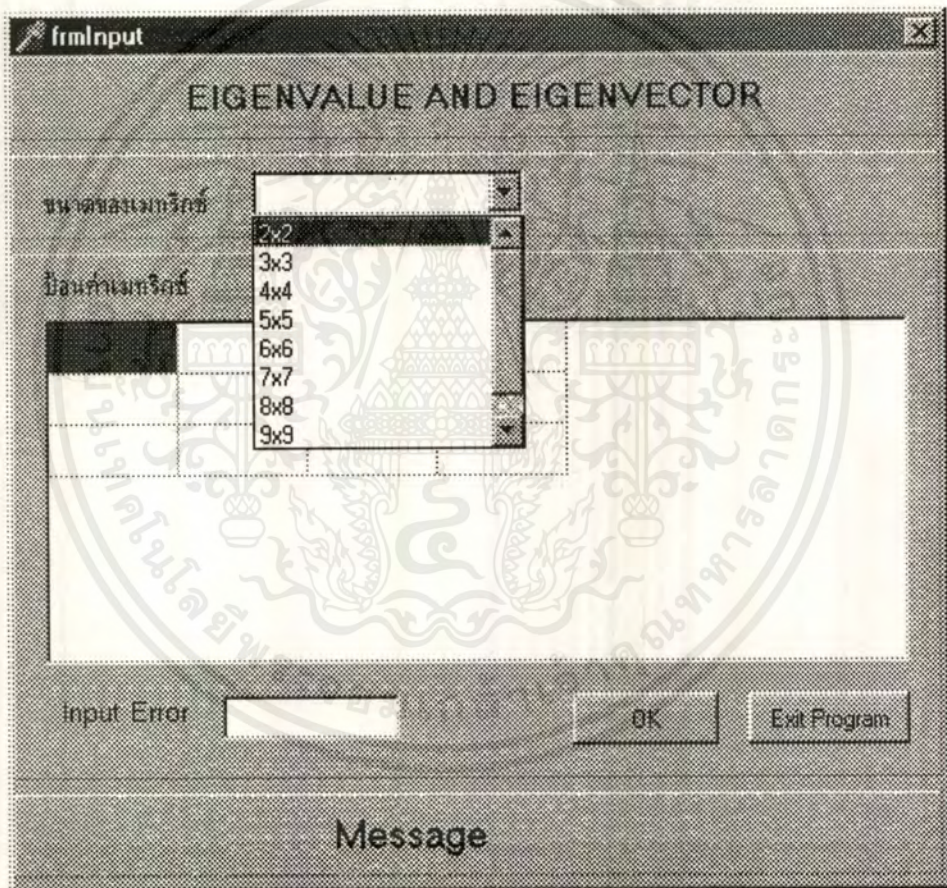 frmInput
EIGENVALUE AND EIGENVECTOR
ขนาดของเมทริกซ์
2x2
3x3
4x4
5x5
6x6
7x7
8x8
9x9
ป้อนค่าเมทริกซ์
Input Error
OK
Exit Program
Message